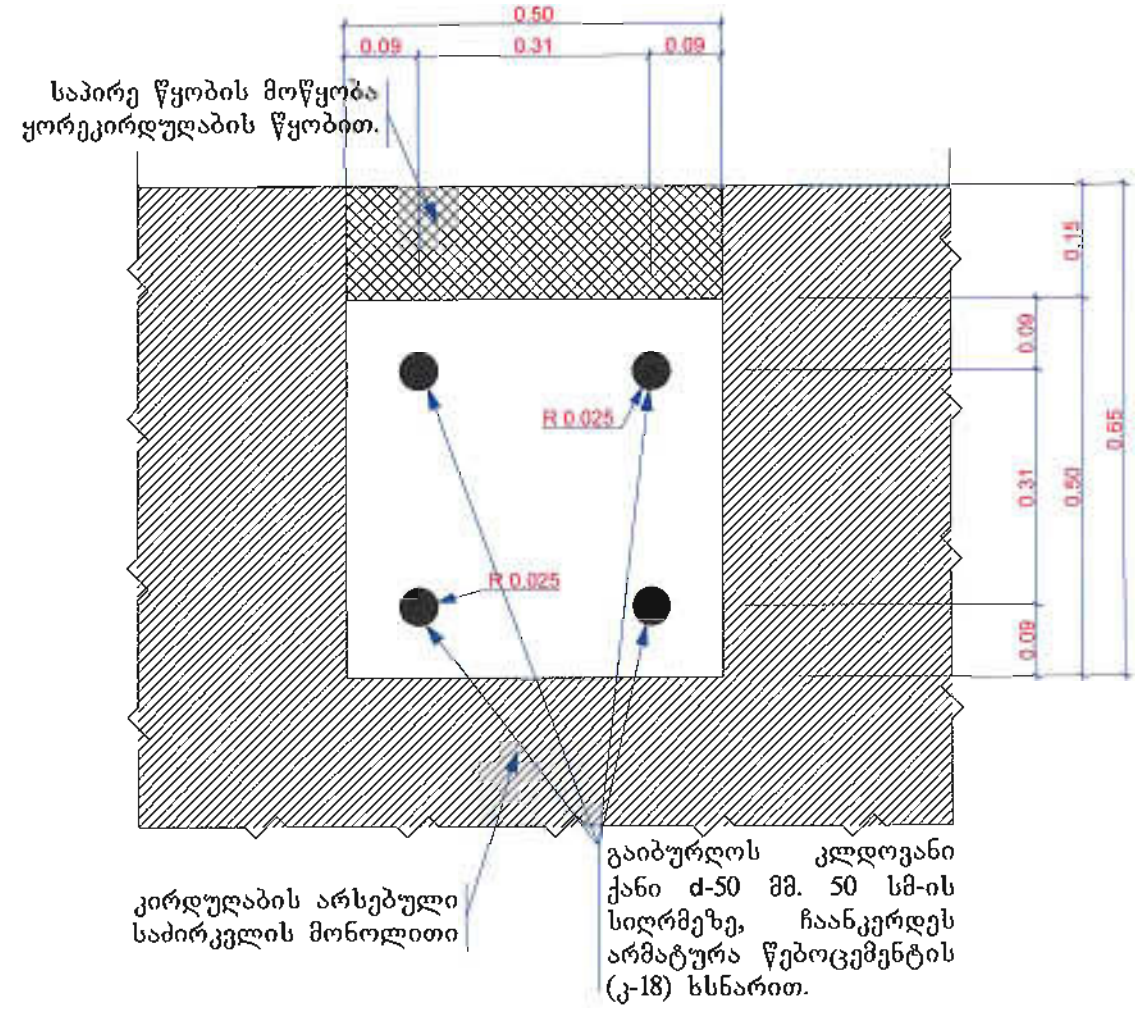 0.50
0.09 0.31 0.09
საპირე წყობის მოწყობა
ყორეკირდუღაბის წყობით.
0.15
0.09
R 0.025
0.65
0.31
0.50
R 0.025
0.09
გაიბურღოს კლდოვანი
ქანი d-50 მმ. 50 სმ-ის
სიღრმეზე, ჩაანკერდეს
არმატურა წებოცემენტის
(კ-18) სსნარით.
კირდუღაბის არსებული
საძირკვლის მონოლითი